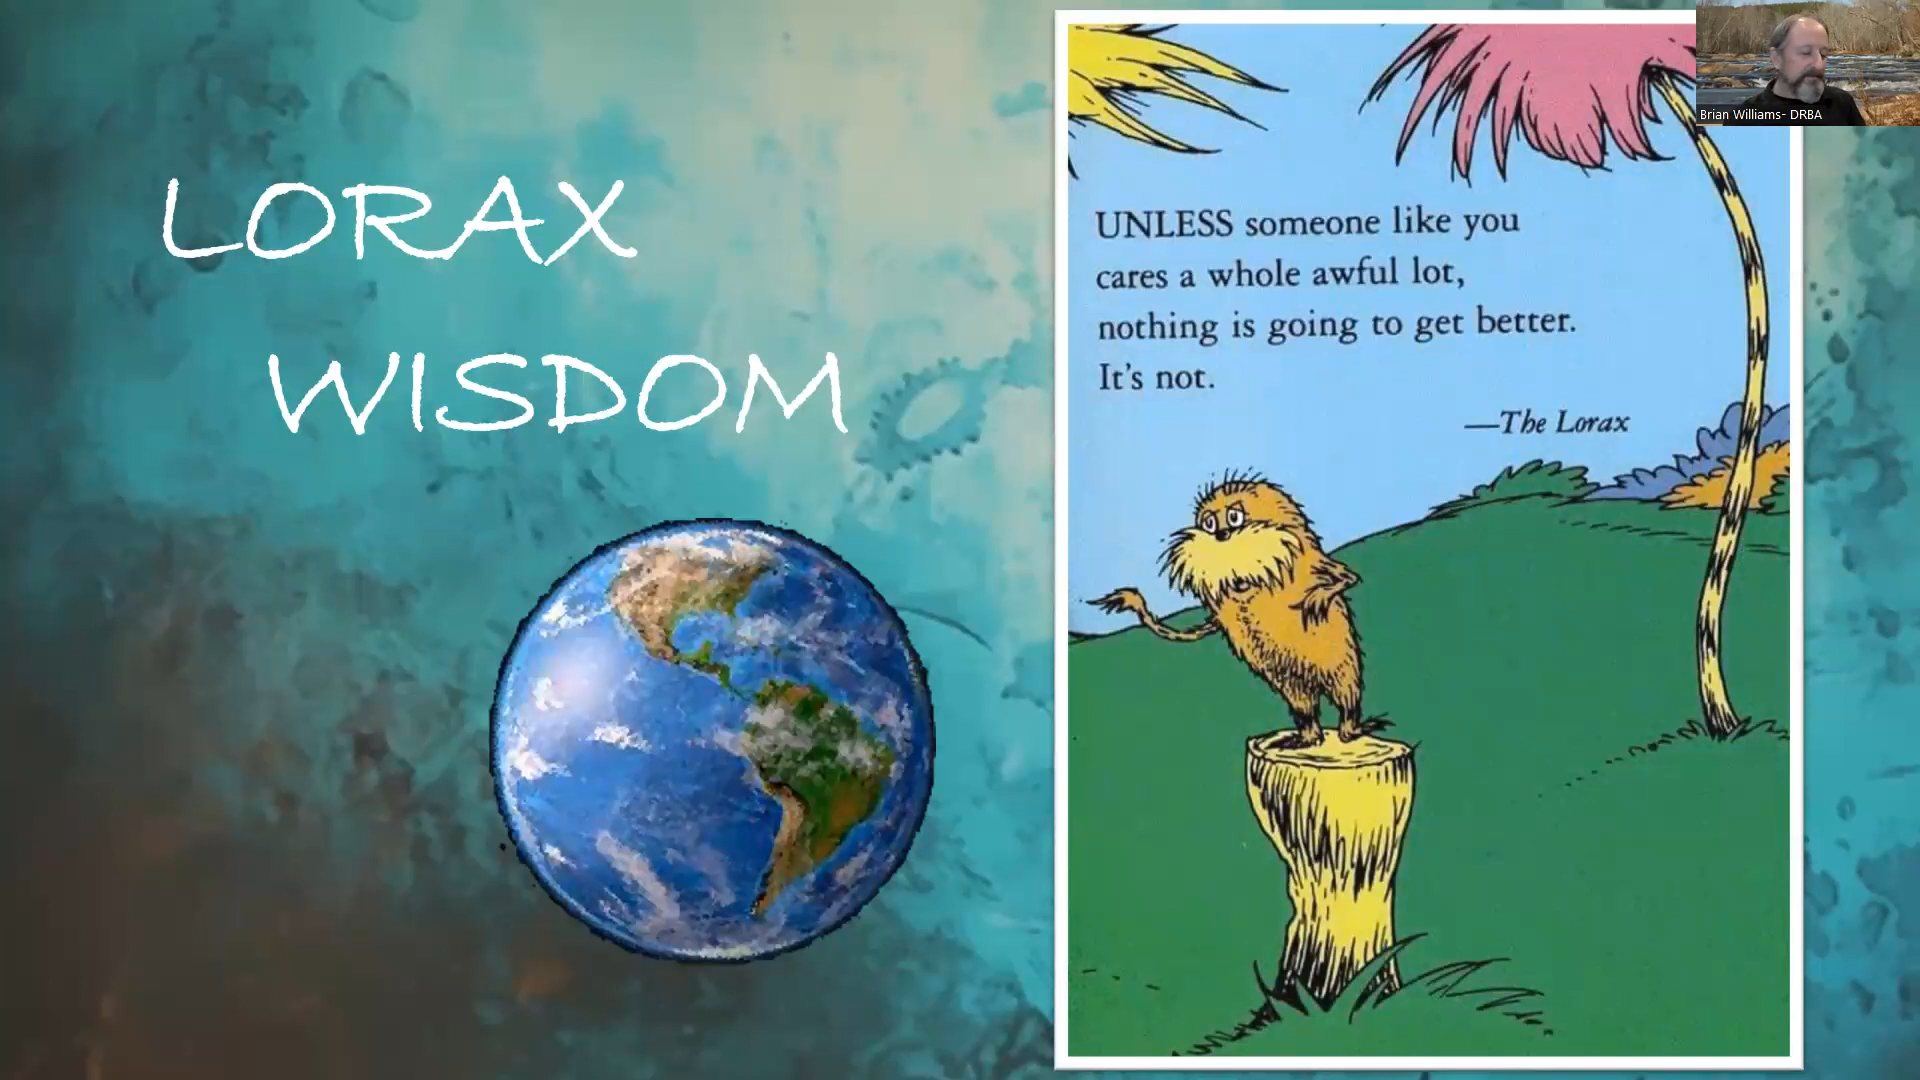 LORAX
WISDOM
UNLESS someone like you
cares a whole awful lot,
nothing is going to get better.
It's not.
—The Lorax
Brian Williams- DRBA